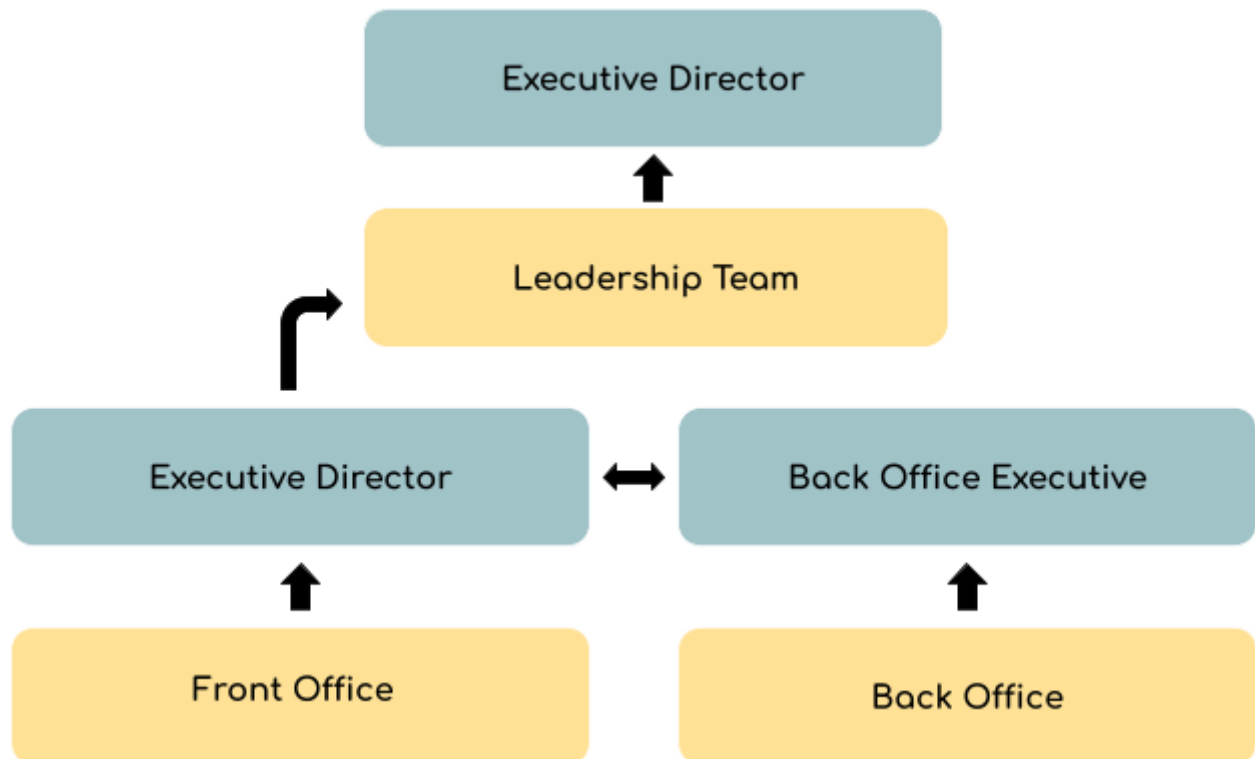 Executive Director
Leadership Team
Executive Director
Back Office Executive
Front Office
Back Office